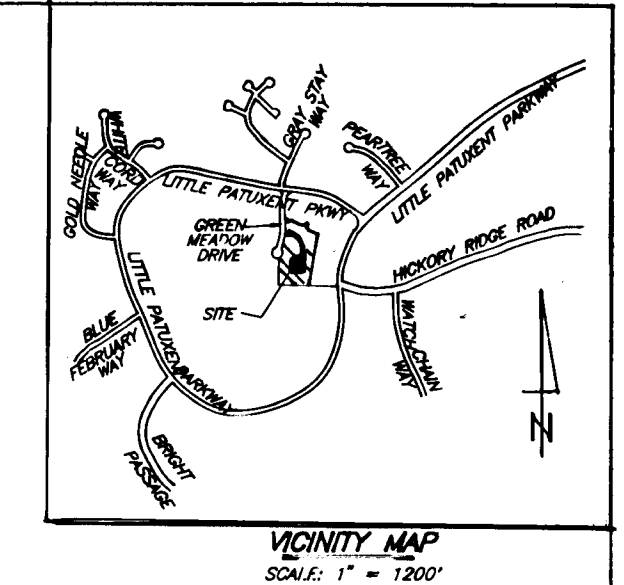 GRAY STAY
WAY
PEARTREE
WAY
LITTLE PATUXENT PARKWAY
WHITE
CORD
WAY
GOLD NEEDLE
WAY
LITTLE PATUXENT PKWY
GREEN
MEADOW
DRIVE
HICKORY RIDGE ROAD
SITE
LITTLE PATUXENT PARKWAY
WATCHCHAIN
WAY
BLUE
FEBRUARY
WAY
BRIGHT
PASSAGE
N
VICINITY MAP
SCALE: 1" = 1200'